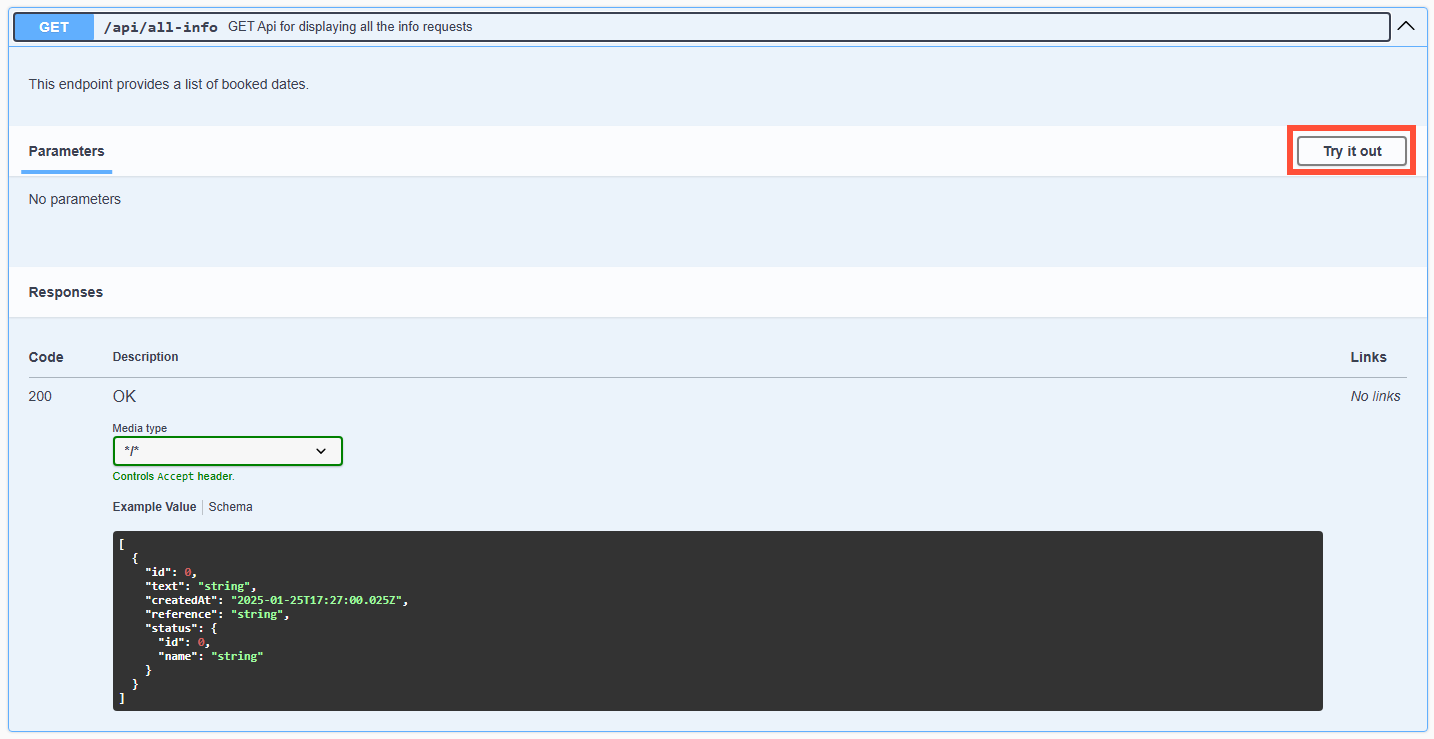 GET /api/all-info GET Api for displaying all the info requests
This endpoint provides a list of booked dates.
Parameters
Try it out
No parameters
Responses
Code Description Links
200 OK No links
Media type
*/*
Controls Accept header.
Example Value Schema
[
  {
    "id": 0,
    "text": "string",
    "createdAt": "2025-01-25T17:27:00.025Z",
    "reference": "string",
    "status": {
      "id": 0,
      "name": "string"
    }
  }
]